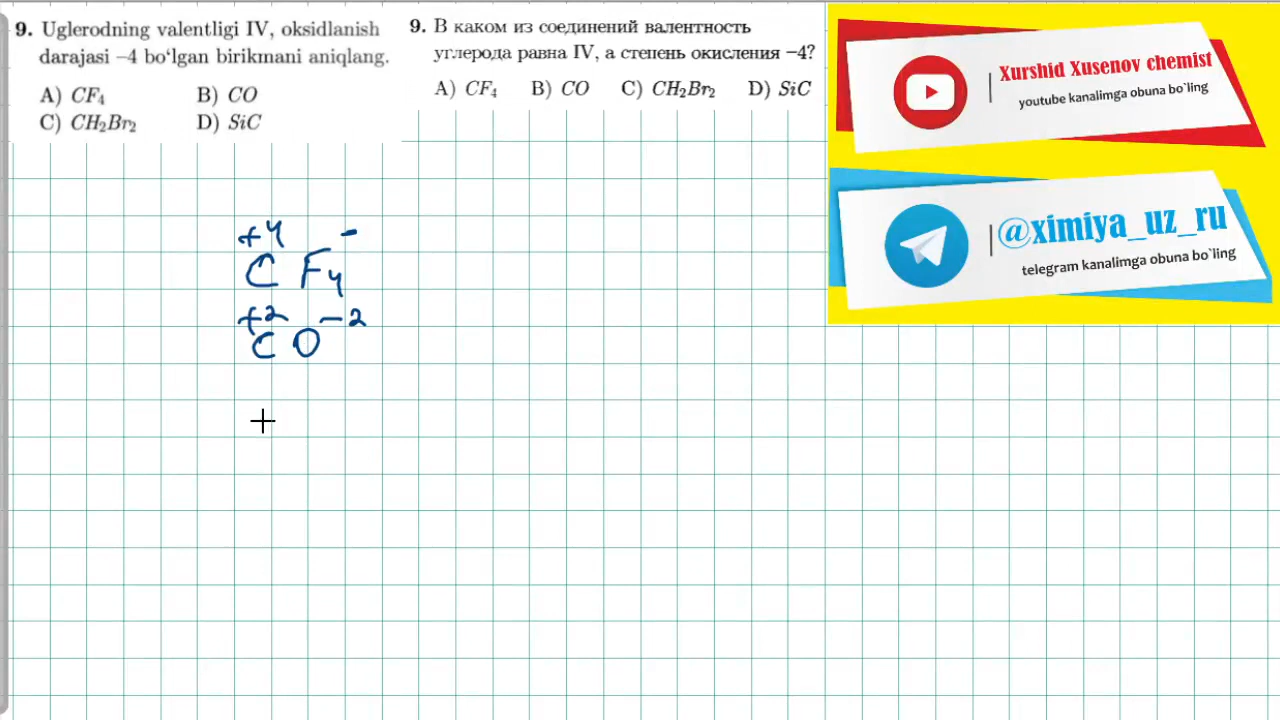 9. Uglerodning valentligi IV, oksidlanish
darajasi –4 bo‘lgan birikmani aniqlang.
A) CF₄ B) CO
C) CH₂Br₂ D) SiC
9. В каком из соединений валентность
углерода равна IV, а степень окисления –4?
A) CF₄ B) CO C) CH₂Br₂ D) SiC
Xurshid Xusenov chemist
youtube kanalimga obuna bo`ling
@ximiya_uz_ru
telegram kanalimga obuna bo`ling
+4 -
C F₄
+2 -2
C O